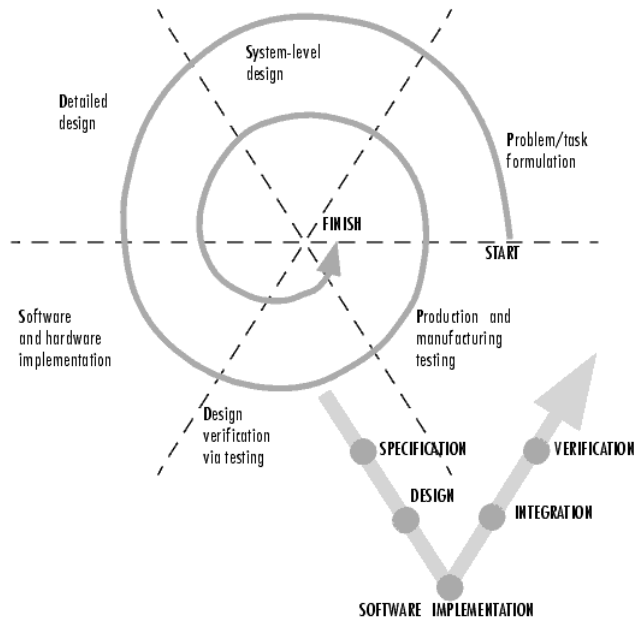 System-level
design
Detailed
design
Problem/task
formulation
FINISH
START
Software
and hardware
implementation
Production and
manufacturing
testing
Design
verification
via testing
SPECIFICATION
VERIFICATION
DESIGN
INTEGRATION
SOFTWARE IMPLEMENTATION